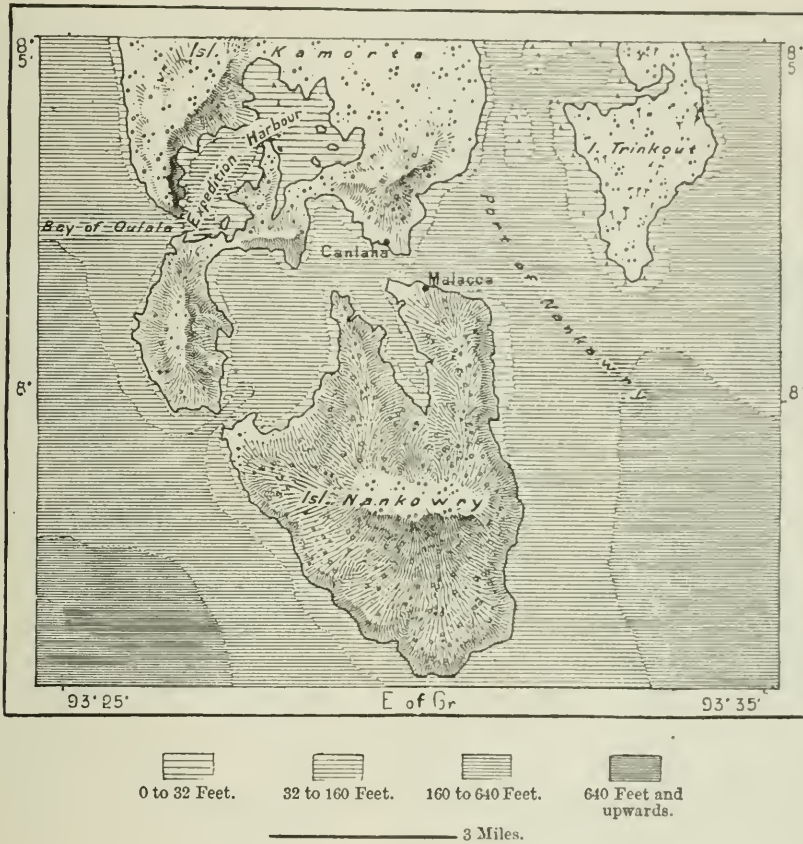 8°
5'
Isl. Kamorta
8°
5
Expedition Harbour
I. Trinkout
Bay-of-Oulala
Canlaha
Malacca
Port of Nankowry
8°
8
Isl. Nankowry
93°25'
E of Gr
93°35'
0 to 32 Feet.
32 to 160 Feet.
160 to 640 Feet.
640 Feet and
upwards.
3 Miles.